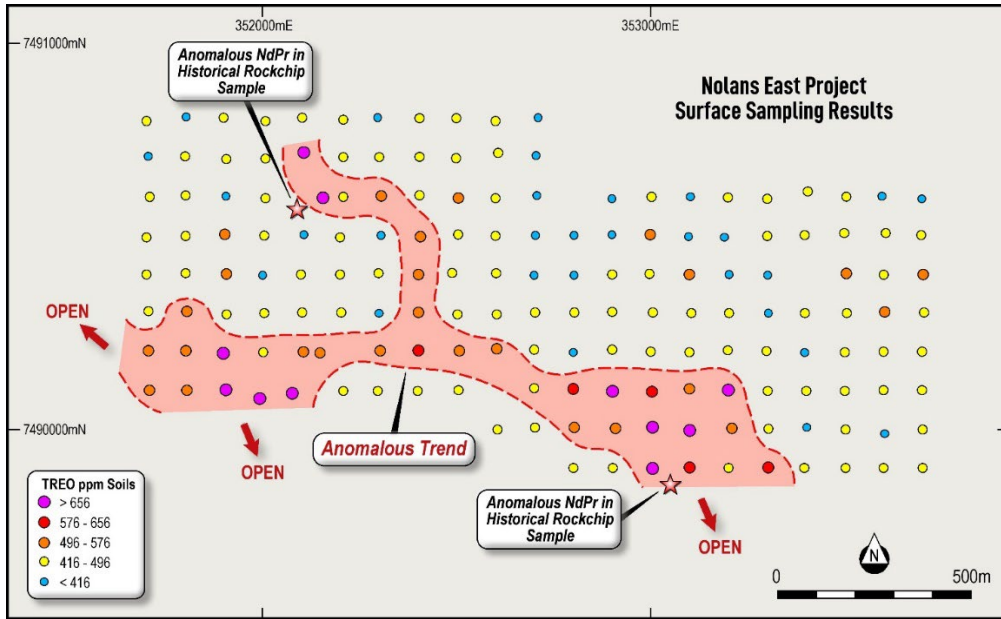 352000mE
353000mE
7491000mN
Anomalous NdPr in
Historical Rockchip
Sample
Nolans East Project
Surface Sampling Results
OPEN
7490000mN
Anomalous Trend
OPEN
TREO ppm Soils
> 656
576 - 656
496 - 576
416 - 496
< 416
Anomalous NdPr in
Historical Rockchip
Sample
OPEN
N
0
500m